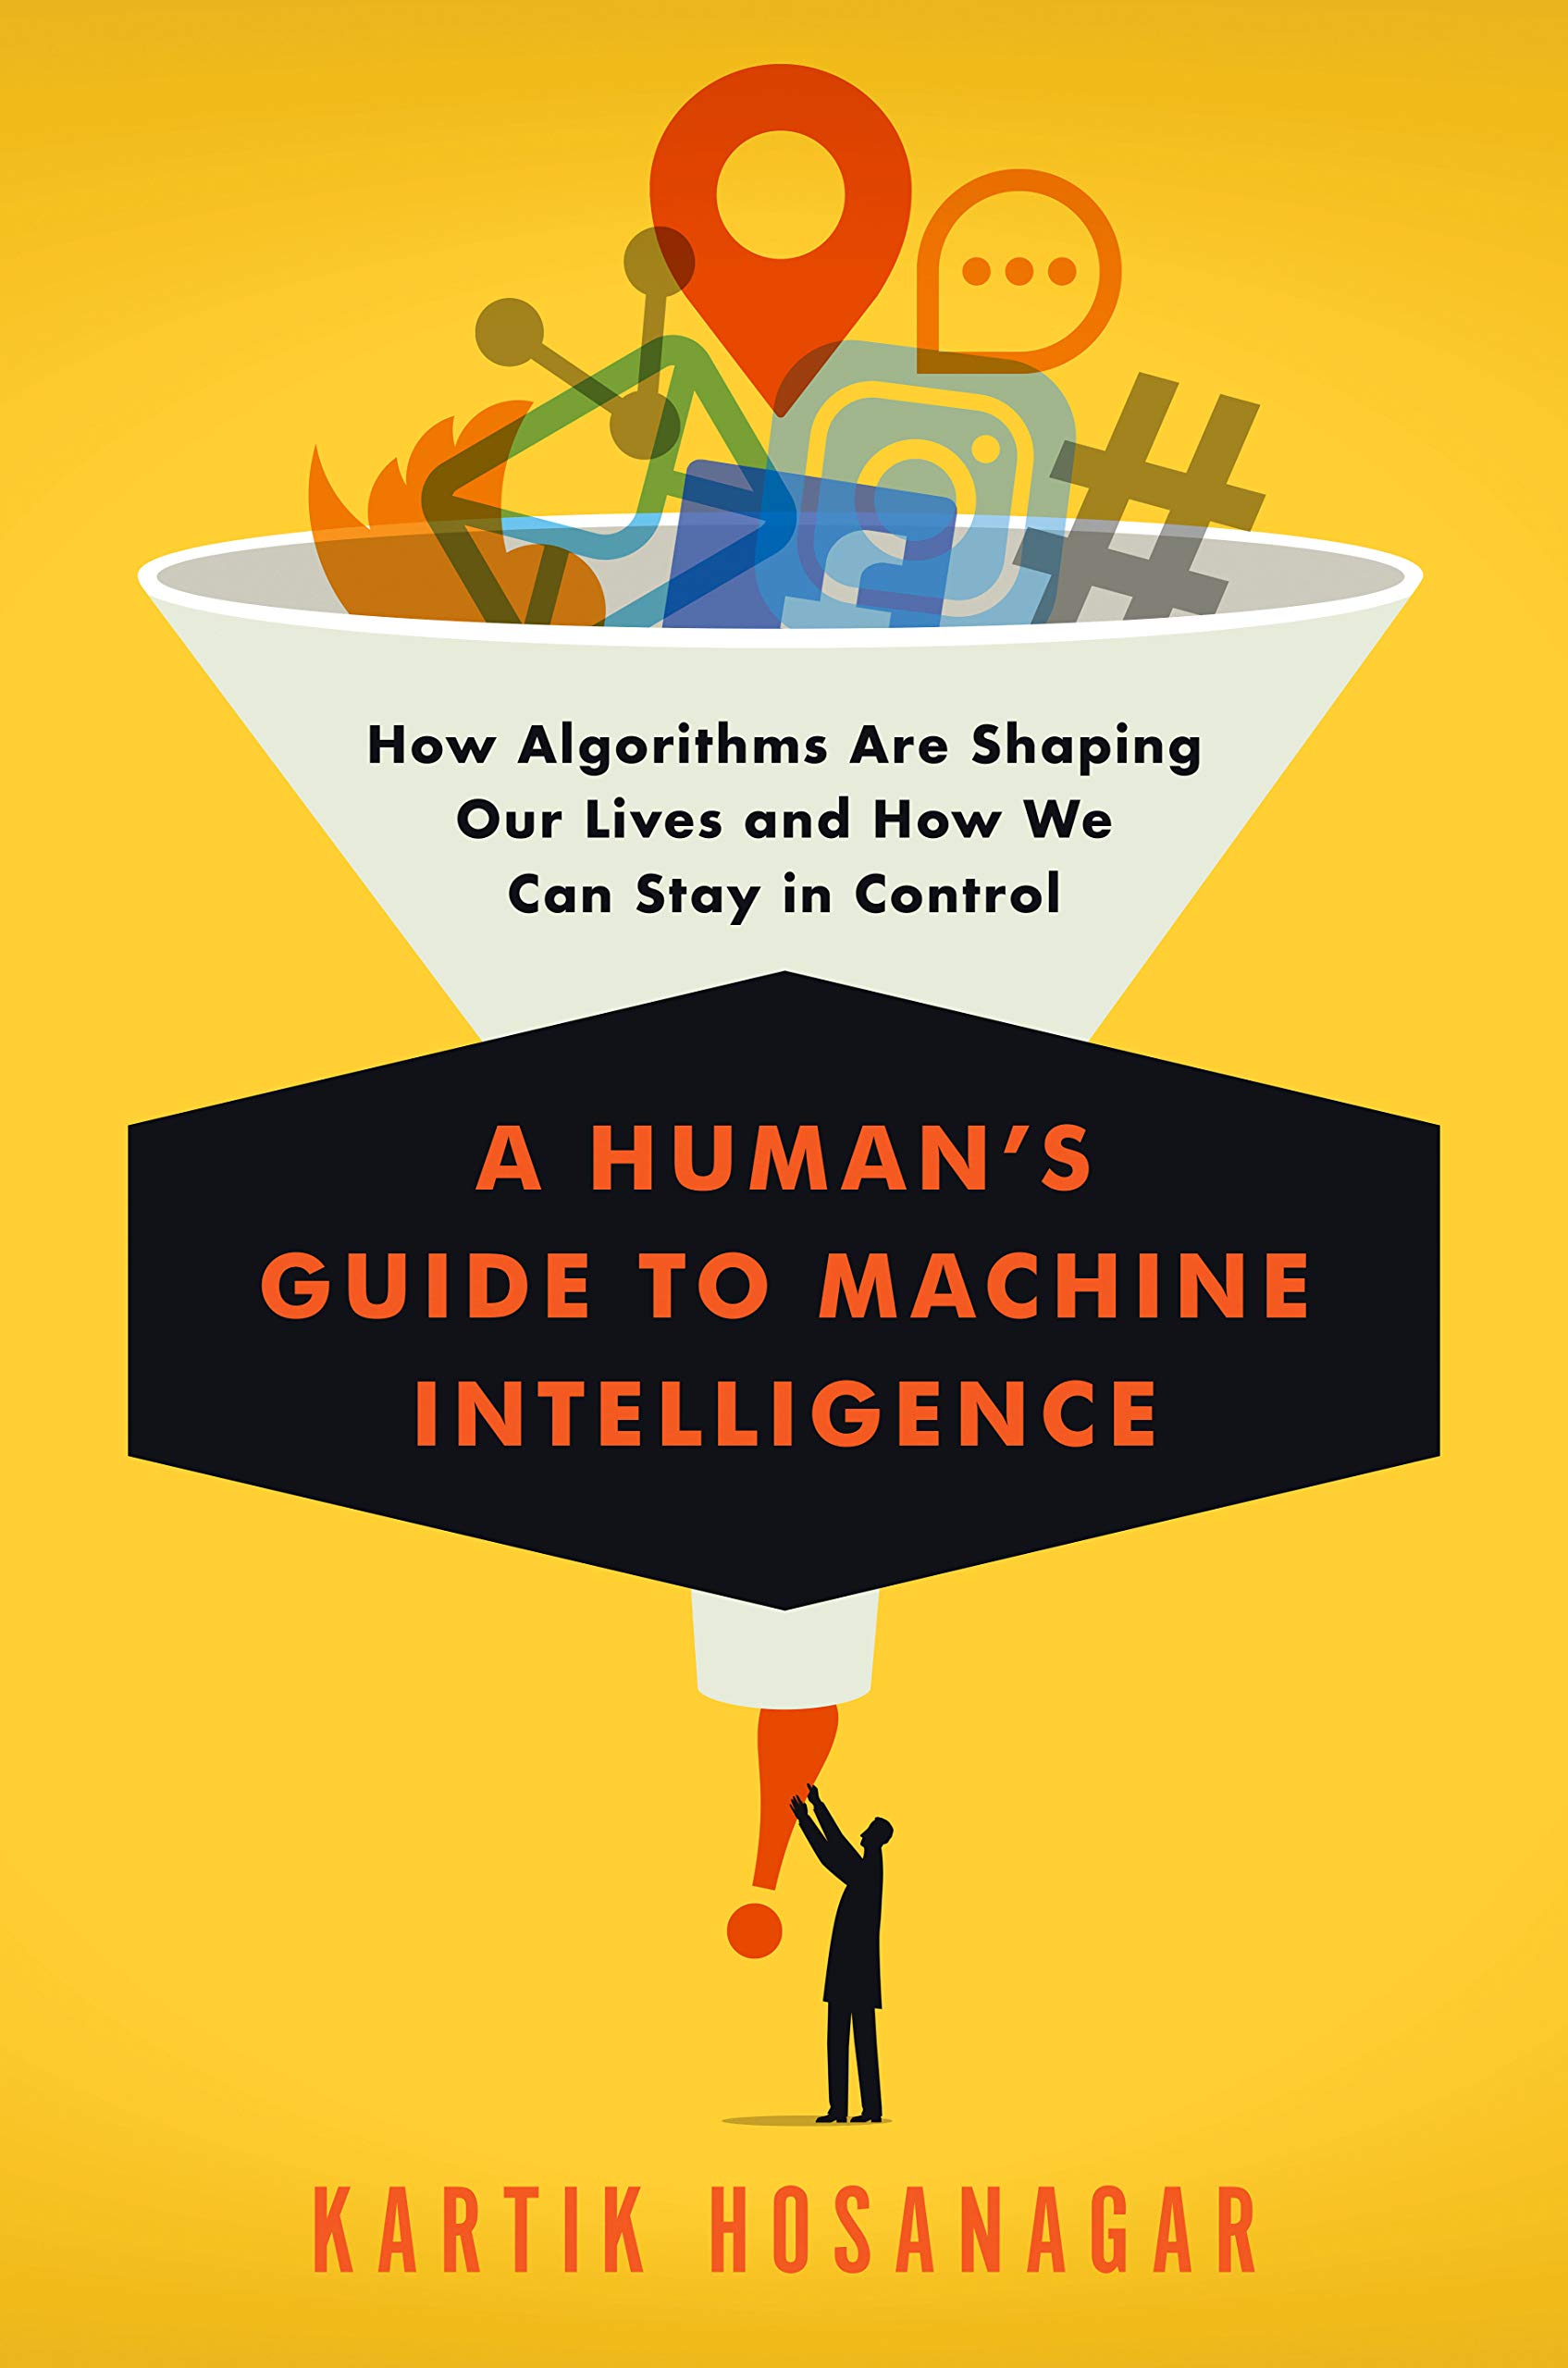 How Algorithms Are Shaping
Our Lives and How We
Can Stay in Control
A HUMAN’S
GUIDE TO MACHINE
INTELLIGENCE
KARTIK HOSANAGAR